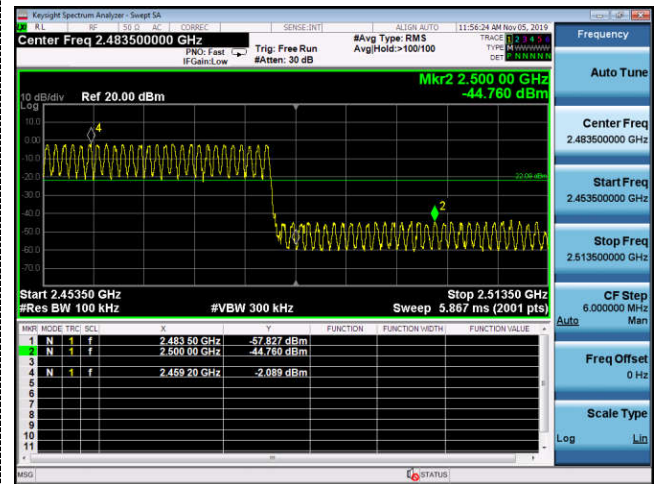 Keysight Spectrum Analyzer - Swept SA
RL RF 50 Ω AC CORREC SENSE:INT ALIGN AUTO 11:56:24 AM Nov 05, 2019
Center Freq 2.483500000 GHz
PNO: Fast
IFGain:Low
Trig: Free Run
#Atten: 30 dB
#Avg Type: RMS
Avg|Hold:>100/100
TRACE 1 2 3 4 5 6
TYPE M WWWWW
DET P NNNNN
Mkr2 2.500 00 GHz
-44.760 dBm
10 dB/div Ref 20.00 dBm
Log
10.0
0.00
-10.0
-20.0
-30.0
-40.0
-50.0
-60.0
-70.0
4
2
Start 2.45350 GHz Stop 2.51350 GHz
#Res BW 100 kHz #VBW 300 kHz Sweep 5.867 ms (2001 pts)
MKR MODE TRC SCL X Y FUNCTION FUNCTION WIDTH FUNCTION VALUE
1 N 1 f 2.483 50 GHz -57.827 dBm
2 N 1 f 2.500 00 GHz -44.760 dBm
3
4 N 1 f 2.459 20 GHz -2.089 dBm
5
6
7
8
9
10
11
MSG STATUS
Frequency
Auto Tune
Center Freq
2.483500000 GHz
Start Freq
2.453500000 GHz
Stop Freq
2.513500000 GHz
CF Step
6.000000 MHz
Auto Man
Freq Offset
0 Hz
Scale Type
Log Lin